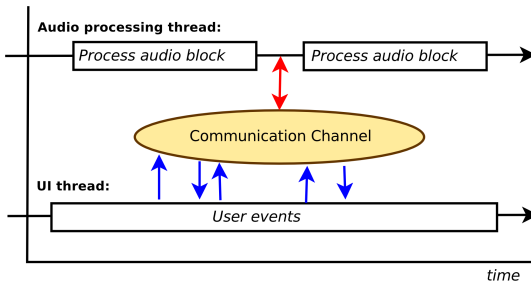 Audio processing thread:
Process audio block
Process audio block
Communication Channel
UI thread:
User events
time